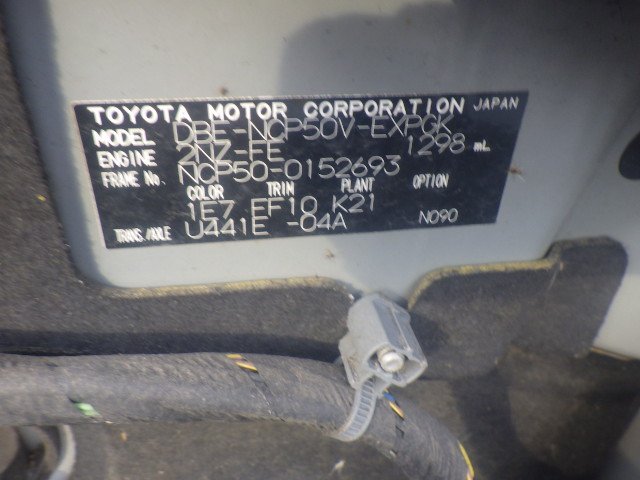 TOYOTA MOTOR CORPORATION JAPAN
MODEL DBE-NCP50V-EXPGK
ENGINE 2NZ-FE 1298 mL
FRAME No. NCP50-0152693
COLOR TRIM PLANT OPTION
1E7 EF10 K21
TRANS./AXLE U441E -04A N090